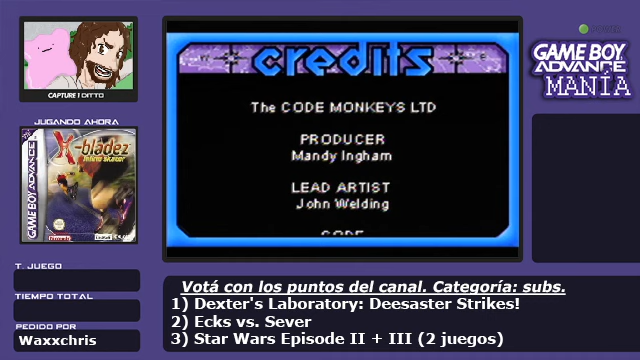 CAPTURE 1 DITTO
JUGANDO AHORA
GAME BOY ADVANCE
X-bladez
Inline Skater
T. JUEGO
TIEMPO TOTAL
PEDIDO POR
Waxxchris
credits
The CODE MONKEYS LTD
PRODUCER
Mandy Ingham
LEAD ARTIST
John Welding
CODE
POWER
GAME BOY
ADVANCE
MANÍA
Votá con los puntos del canal. Categoría: subs.
1) Dexter's Laboratory: Deesaster Strikes!
2) Ecks vs. Sever
3) Star Wars Episode II + III (2 juegos)